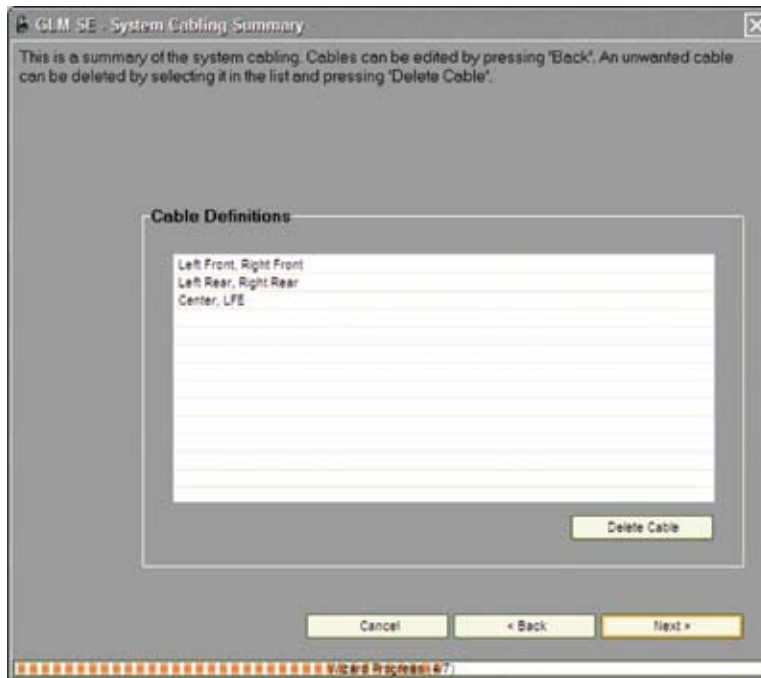 GLM SE - System Cabling Summary
This is a summary of the system cabling. Cables can be edited by pressing 'Back'. An unwanted cable
can be deleted by selecting it in the list and pressing 'Delete Cable'.
Cable Definitions
Left Front, Right Front
Left Rear, Right Rear
Center, LFE
Delete Cable
Cancel
< Back
Next >
Wizard Progress (4/7)